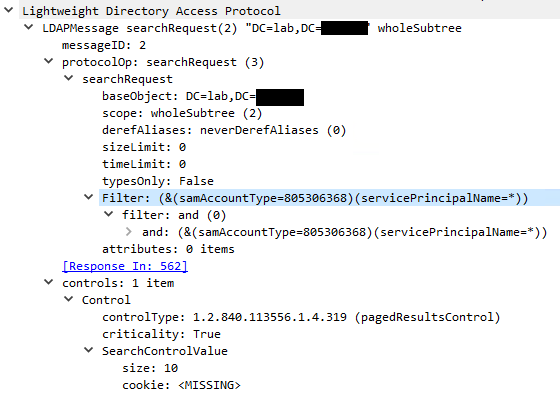 Lightweight Directory Access Protocol
LDAPMessage searchRequest(2) "DC=lab,DC= " wholeSubtree
messageID: 2
protocolOp: searchRequest (3)
searchRequest
baseObject: DC=lab,DC=
scope: wholeSubtree (2)
derefAliases: neverDerefAliases (0)
sizeLimit: 0
timeLimit: 0
typesOnly: False
Filter: (&(samAccountType=805306368)(servicePrincipalName=*))
filter: and (0)
and: (&(samAccountType=805306368)(servicePrincipalName=*))
attributes: 0 items
[Response In: 562]
controls: 1 item
Control
controlType: 1.2.840.113556.1.4.319 (pagedResultsControl)
criticality: True
SearchControlValue
size: 10
cookie: <MISSING>